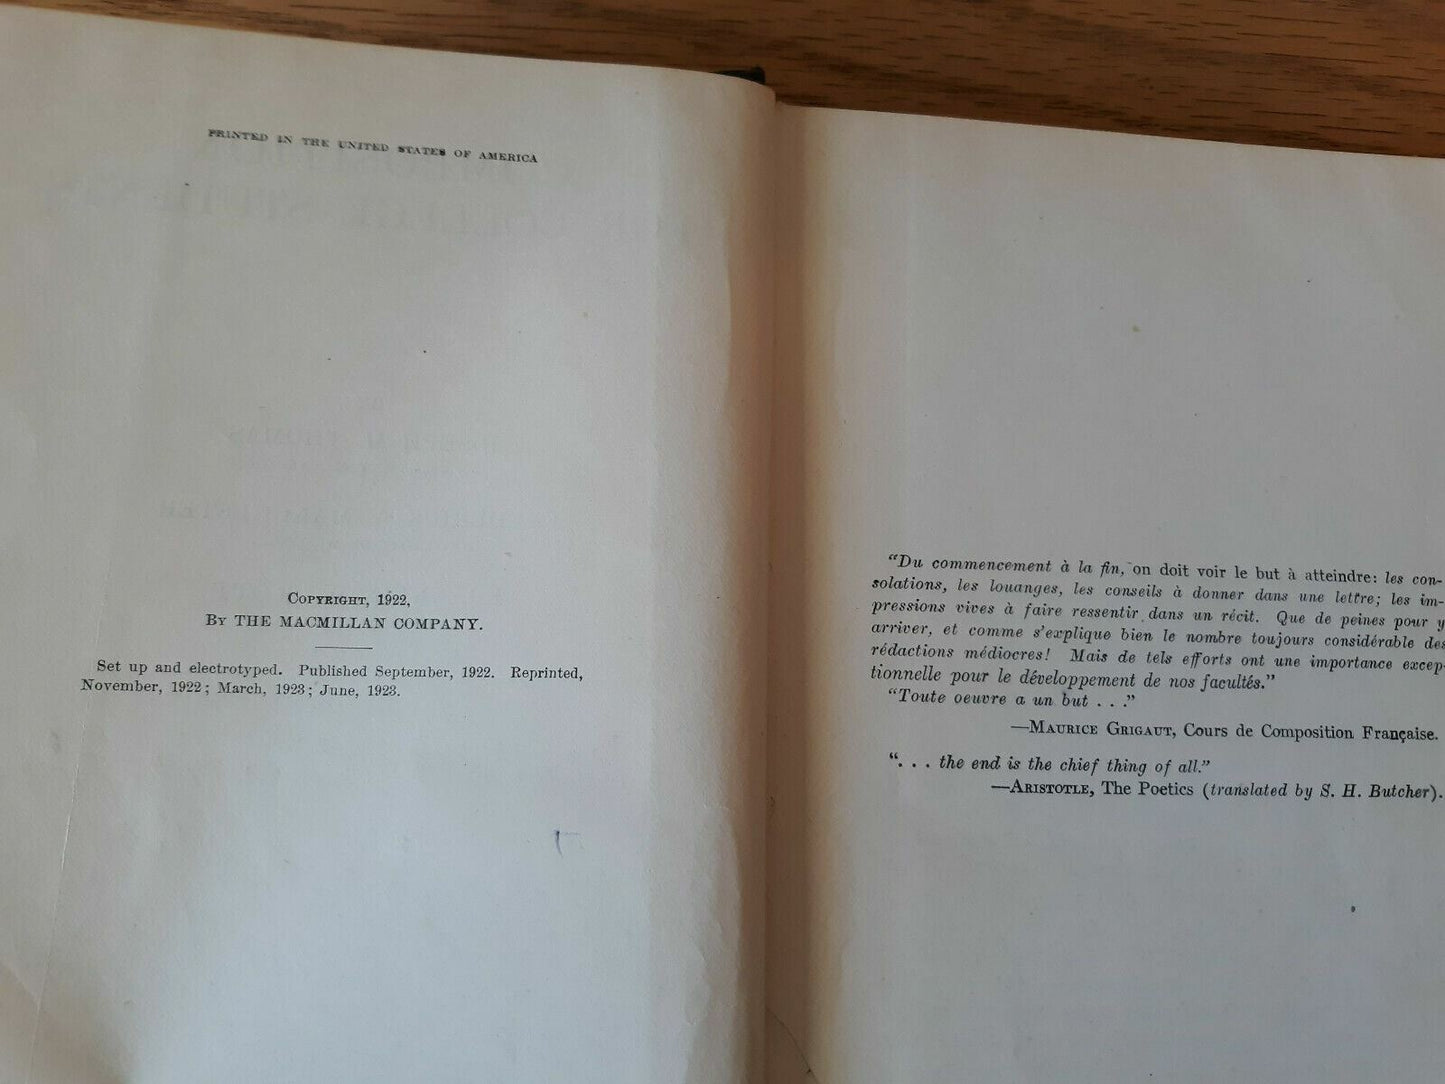 PRINTED IN THE UNITED STATES OF AMERICA
COPYRIGHT, 1922,
BY THE MACMILLAN COMPANY.
Set up and electrotyped. Published September, 1922. Reprinted,
November, 1922; March, 1923; June, 1923.
“Du commencement à la fin, on doit voir le but à atteindre: les con-
solations, les louanges, les conseils à donner dans une lettre; les im-
pressions vives à faire ressentir dans un récit. Que de peines pour y
arriver, et comme s'explique bien le nombre toujours considérable des
rédactions médiocres! Mais de tels efforts ont une importance excep-
tionnelle pour le développement de nos facultés.”
“Toute oeuvre a un but . . .”
—MAURICE GRIGAUT, Cours de Composition Française.
“. . . the end is the chief thing of all.”
—ARISTOTLE, The Poetics (translated by S. H. Butcher).